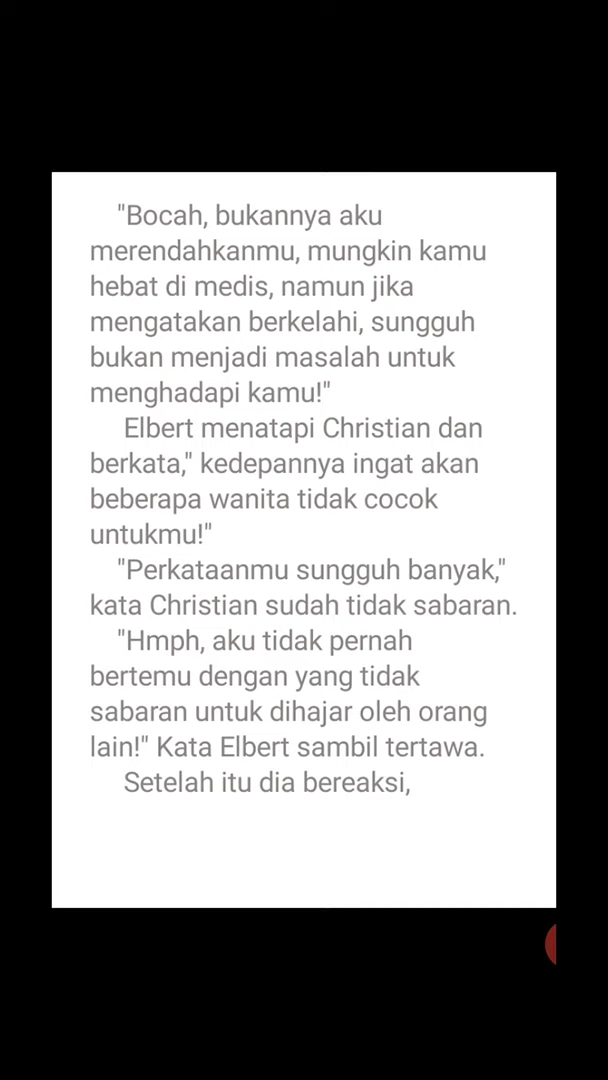 "Bocah, bukannya aku
merendahkanmu, mungkin kamu
hebat di medis, namun jika
mengatakan berkelahi, sungguh
bukan menjadi masalah untuk
menghadapi kamu!"
Elbert menatapi Christian dan
berkata," kedepannya ingat akan
beberapa wanita tidak cocok
untukmu!"
"Perkataanmu sungguh banyak,"
kata Christian sudah tidak sabaran.
"Hmph, aku tidak pernah
bertemu dengan yang tidak
sabaran untuk dihajar oleh orang
lain!" Kata Elbert sambil tertawa.
Setelah itu dia bereaksi,